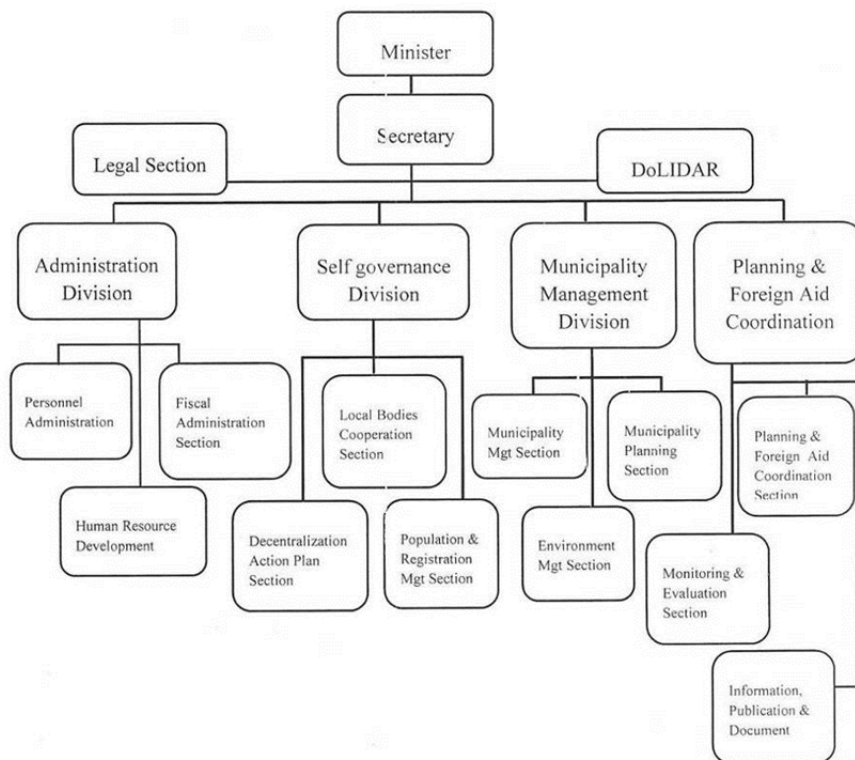 Minister
Secretary
Legal Section
DoLIDAR
Administration
Division
Self governance
Division
Municipality
Management
Division
Planning &
Foreign Aid
Coordination
Personnel
Administration
Fiscal
Administration
Section
Human Resource
Development
Local Bodies
Cooperation
Section
Decentralization
Action Plan
Section
Population &
Registration
Mgt Section
Municipality
Mgt Section
Municipality
Planning
Section
Environment
Mgt Section
Planning &
Foreign Aid
Coordination
Section
Monitoring &
Evaluation
Section
Information,
Publication &
Document